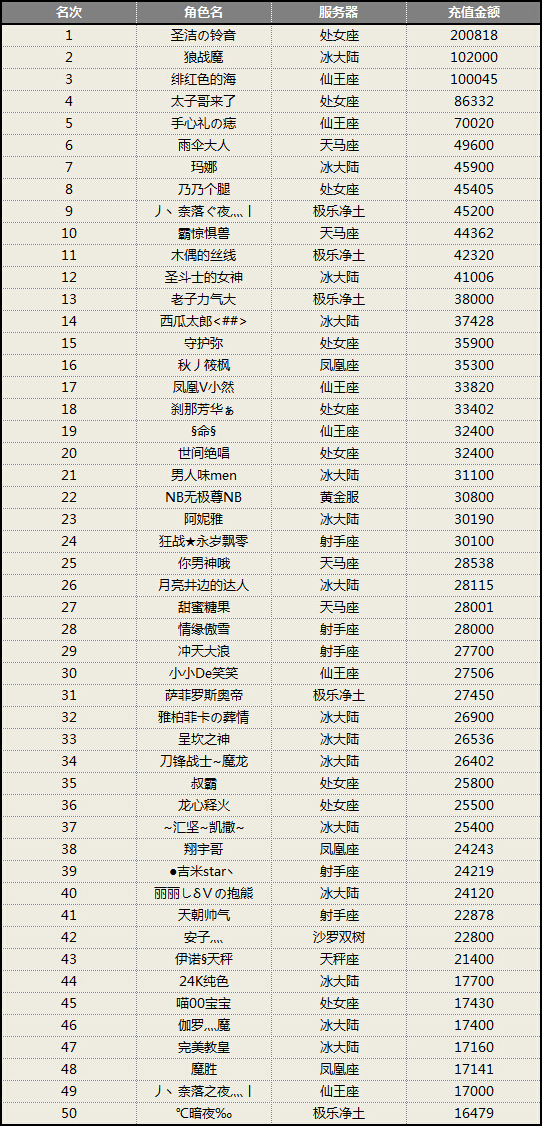 名次 角色名 服务器 充值金额
1 圣洁の铃音 处女座 200818
2 狼战魔 冰大陆 102000
3 绯红色的海 仙王座 100045
4 太子哥来了 处女座 86332
5 手心礼の痣 仙王座 70020
6 雨伞大人 天马座 49600
7 玛娜 冰大陆 45900
8 乃乃个腿 处女座 45405
9 丿丶奈落ぐ夜灬丨 极乐净土 45200
10 霸惊惧兽 天马座 44362
11 木偶的丝线 极乐净土 42320
12 圣斗士的女神 冰大陆 41006
13 老子力气大 极乐净土 38000
14 西瓜太郎<##> 冰大陆 37428
15 守护弥 处女座 35900
16 秋丿筱枫 凤凰座 35300
17 凤凰V小然 仙王座 33820
18 刹那芳华ぁ 处女座 33402
19 §命§ 仙王座 32400
20 世间绝唱 处女座 32400
21 男人味men 冰大陆 31100
22 NB无极尊NB 黄金服 30800
23 阿妮雅 冰大陆 30190
24 狂战★永岁飘零 射手座 30100
25 你男神哦 天马座 28538
26 月亮井边的达人 冰大陆 28115
27 甜蜜糖果 天马座 28001
28 情缘傲雪 射手座 28000
29 冲天大浪 射手座 27700
30 小小De笑笑 仙王座 27506
31 萨菲罗斯奥帝 极乐净土 27450
32 雅柏菲卡の葬情 冰大陆 26900
33 呈坎之神 冰大陆 26536
34 刀锋战士~魔龙 冰大陆 26402
35 叔霸 处女座 25800
36 龙心释火 处女座 25500
37 ~汇坚~凯撒~ 冰大陆 25400
38 翔宇哥 凤凰座 24243
39 ●吉米star丶 射手座 24219
40 丽丽しδVの抱熊 冰大陆 24120
41 天朝帅气 射手座 22878
42 安子灬 沙罗双树 22800
43 伊诺§天秤 天秤座 21400
44 24K纯色 冰大陆 17700
45 喵00宝宝 处女座 17430
46 伽罗灬魔 冰大陆 17400
47 完美教皇 冰大陆 17160
48 魔胜 凤凰座 17141
49 丿丶奈落之夜灬丨 仙王座 17000
50 ℃暗夜‰ 极乐净土 16479